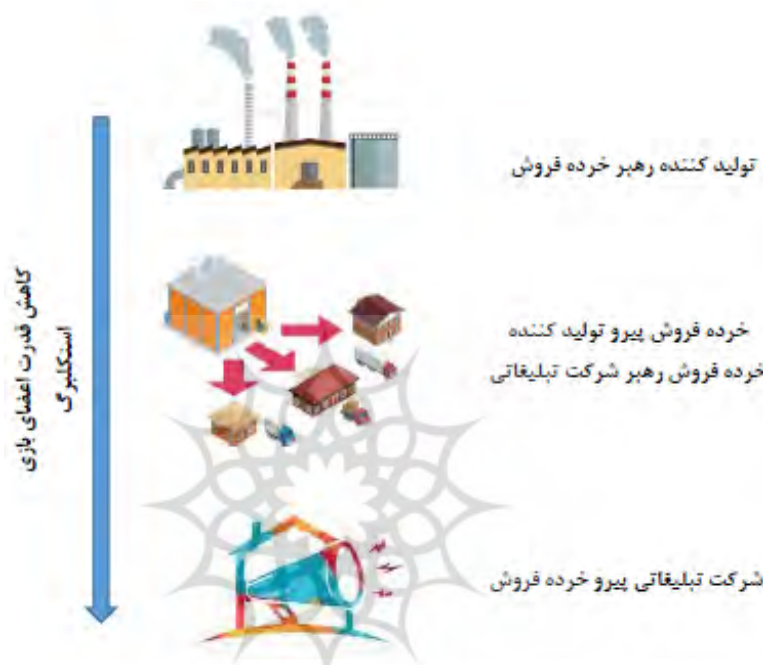 تولید کننده رهبر خرده فروش
خرده فروش پیرو تولید کننده
خرده فروش رهبر شرکت تبلیغاتی
شرکت تبلیغاتی پیرو خرده فروش
کاهش قدرت اعضای بازی
استکلبرگ